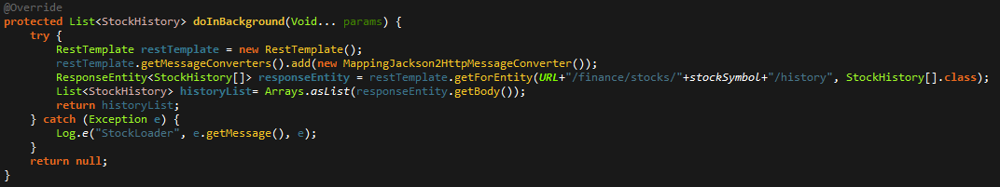 @Override
protected List<StockHistory> doInBackground(Void... params) {
    try {
        RestTemplate restTemplate = new RestTemplate();
        restTemplate.getMessageConverters().add(new MappingJackson2HttpMessageConverter());
        ResponseEntity<StockHistory[]> responseEntity = restTemplate.getForEntity(URL+"/finance/stocks/"+stockSymbol+"/history", StockHistory[].class);
        List<StockHistory> historyList= Arrays.asList(responseEntity.getBody());
        return historyList;
    } catch (Exception e) {
        Log.e("StockLoader", e.getMessage(), e);
    }
    return null;
}